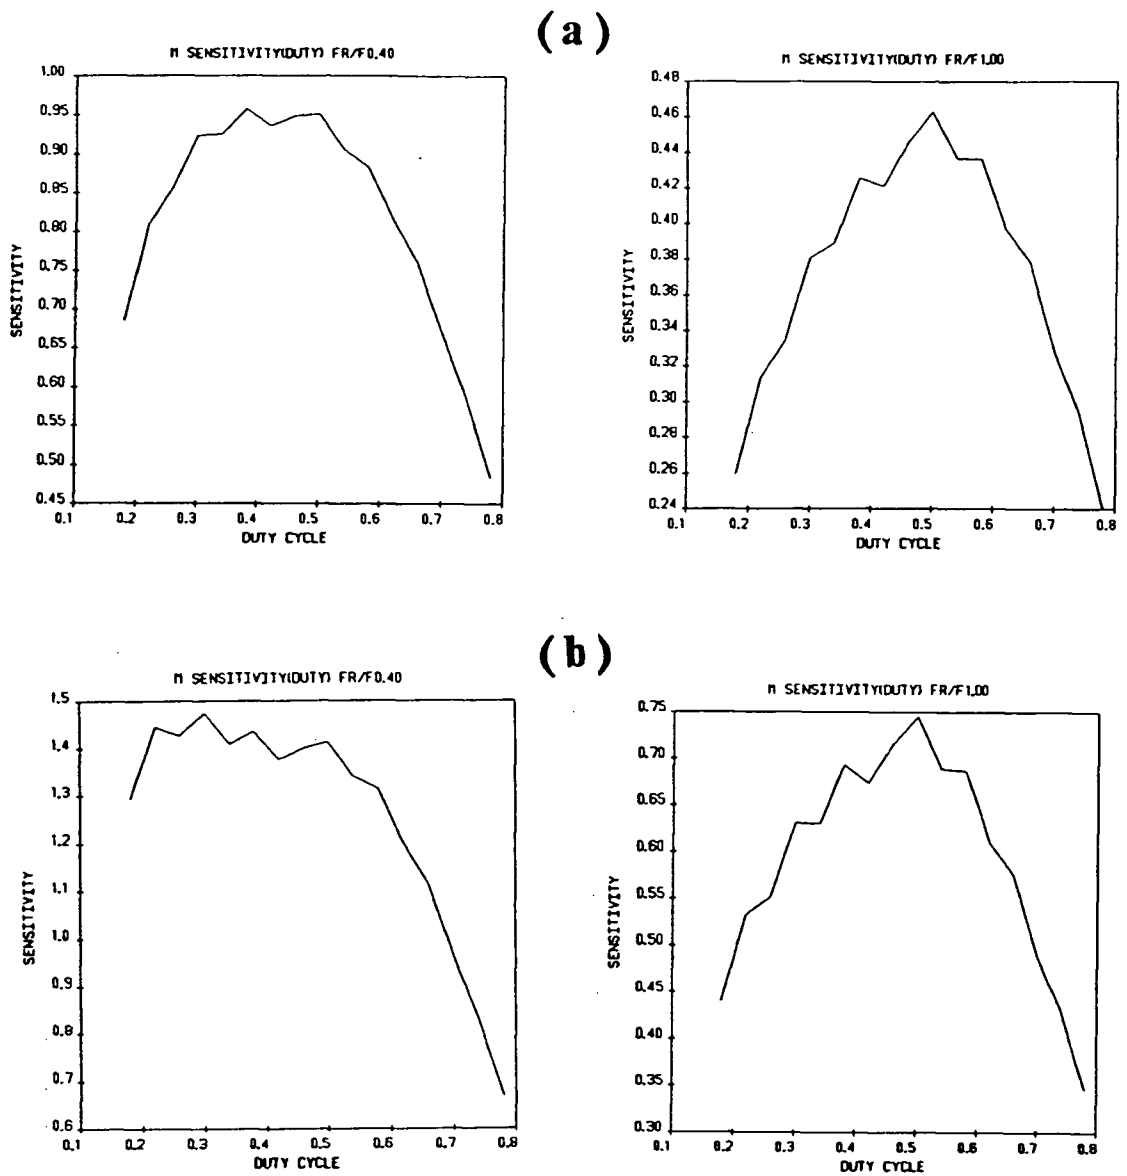 (a)
M SENSITIVITY(DUTY) FR/F0.40
1.00
0.95
0.90
0.85
0.80
0.75
0.70
0.65
0.60
0.55
0.50
0.45
SENSITIVITY
0.1 0.2 0.3 0.4 0.5 0.6 0.7 0.8
DUTY CYCLE
M SENSITIVITY(DUTY) FR/F1.00
0.48
0.46
0.44
0.42
0.40
0.38
0.36
0.34
0.32
0.30
0.28
0.26
0.24
SENSITIVITY
0.1 0.2 0.3 0.4 0.5 0.6 0.7 0.8
DUTY CYCLE
(b)
M SENSITIVITY(DUTY) FR/F0.40
1.5
1.4
1.3
1.2
1.1
1.0
0.9
0.8
0.7
0.6
SENSITIVITY
0.1 0.2 0.3 0.4 0.5 0.6 0.7 0.8
DUTY CYCLE
M SENSITIVITY(DUTY) FR/F1.00
0.75
0.70
0.65
0.60
0.55
0.50
0.45
0.40
0.35
0.30
SENSITIVITY
0.1 0.2 0.3 0.4 0.5 0.6 0.7 0.8
DUTY CYCLE